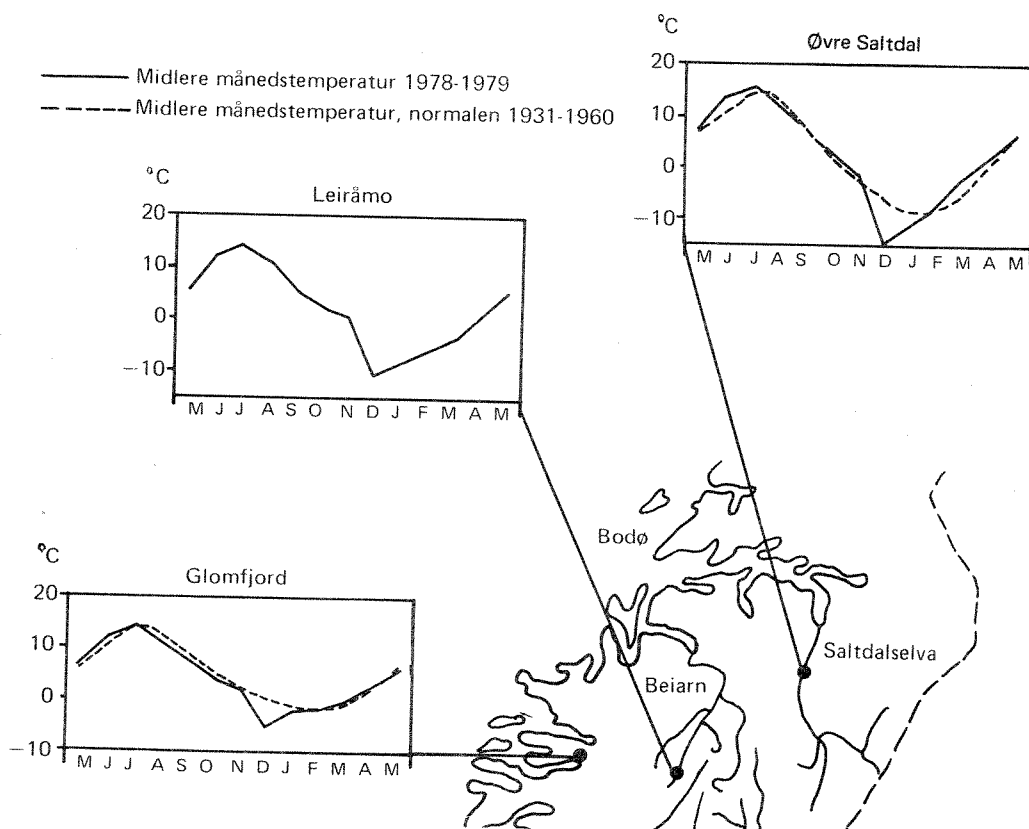 °C
Øvre Saltdal
20
10
0
−10
M J J A S O N D J F M A M
Midlere månedstemperatur 1978-1979
Midlere månedstemperatur, normalen 1931-1960
°C
Leiråmo
20
10
0
−10
M J J A S O N D J F M A M
°C
Glomfjord
20
10
0
−10
M J J A S O N D J F M A M
Bodø
Beiarn
Saltdalselva